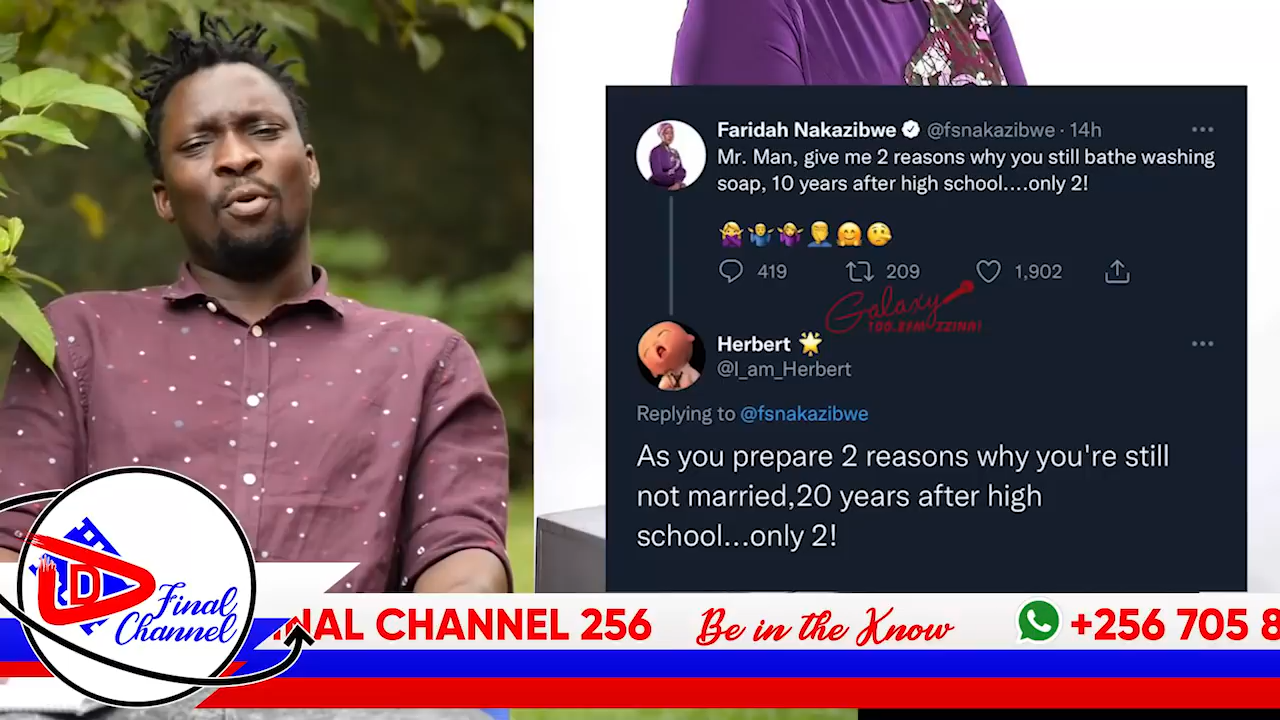 Faridah Nakazibwe @fsnakazibwe · 14h
Mr. Man, give me 2 reasons why you still bathe washing
soap, 10 years after high school....only 2!
🙅‍♀️🤷‍♂️🤷‍♀️🤦‍♂️🤗🤥
419 209 1,902
Galaxy
100.2FM ZZINA!
Herbert 🌟
@I_am_Herbert
Replying to @fsnakazibwe
As you prepare 2 reasons why you're still
not married,20 years after high
school...only 2!
D
Final
Channel
NAL CHANNEL 256 Be in the Know +256 705 8